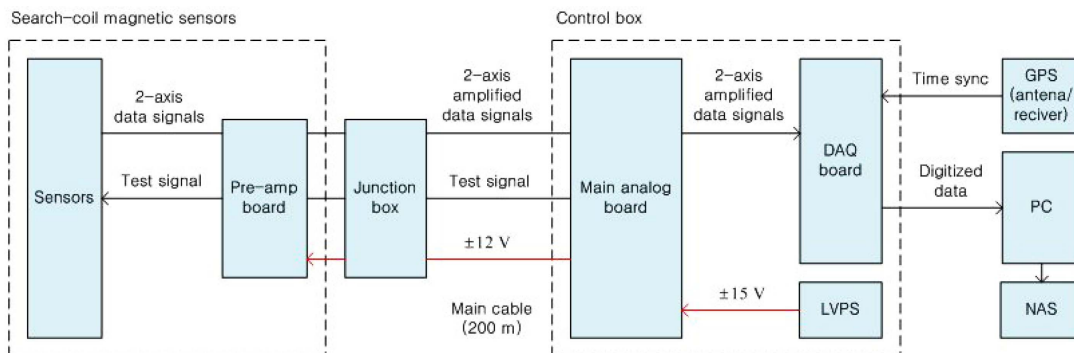 Search-coil magnetic sensors
Control box
Sensors
2-axis
data signals
Test signal
Pre-amp
board
Junction
box
2-axis
amplified
data signals
Test signal
±12 V
Main cable
(200 m)
Main analog
board
2-axis
amplified
data signals
±15 V
DAQ
board
LVPS
Time sync
GPS
(antena/
reciver)
Digitized
data
PC
NAS